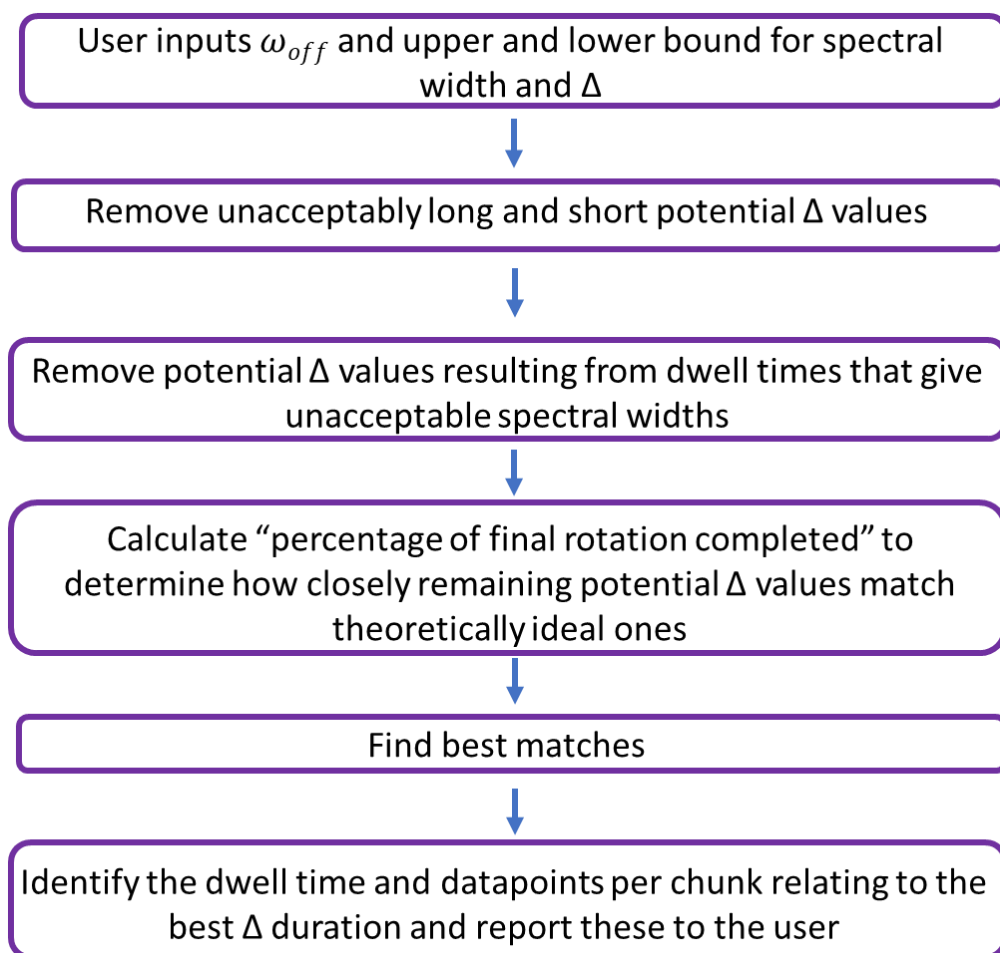 User inputs ω_off and upper and lower bound for spectral
width and Δ
Remove unacceptably long and short potential Δ values
Remove potential Δ values resulting from dwell times that give
unacceptable spectral widths
Calculate “percentage of final rotation completed” to
determine how closely remaining potential Δ values match
theoretically ideal ones
Find best matches
Identify the dwell time and datapoints per chunk relating to the
best Δ duration and report these to the user